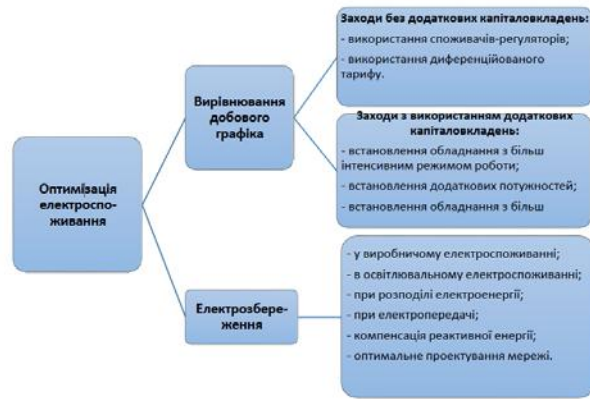 Оптимізація
електроспо-
живання
Вирівнювання
добового
графіка
Заходи без додаткових капіталовкладень:
- використання споживачів-регуляторів;
- використання диференційованого
тарифу.
Заходи з використанням додаткових
капіталовкладень:
- встановлення обладнання з більш
інтенсивним режимом роботи;
- встановлення додаткових потужностей;
- встановлення обладнання з більш
Електрозбере-
ження
- у виробничому електроспоживанні;
- в освітлювальному електроспоживанні;
- при розподілі електроенергії;
- при електропередачі;
- компенсація реактивної енергії;
- оптимальне проектування мережі.